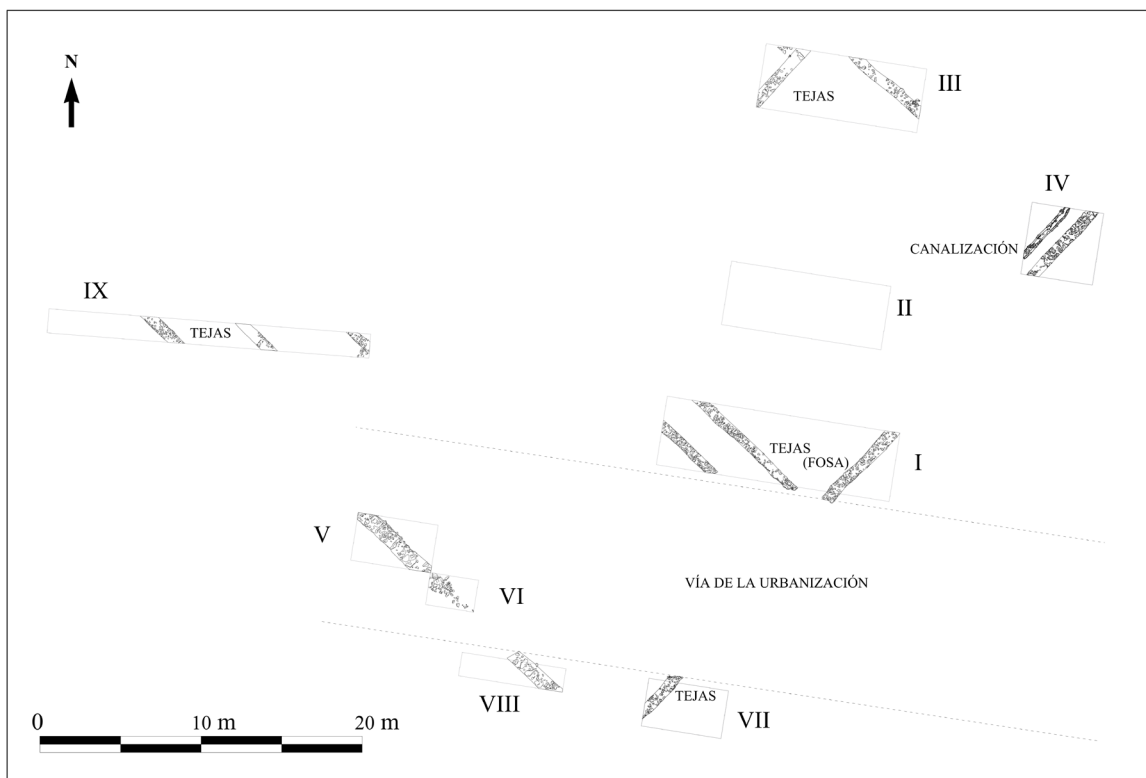 N
III
TEJAS
IV
CANALIZACIÓN
IX
TEJAS
II
TEJAS
(FOSA)
I
V
VÍA DE LA URBANIZACIÓN
VI
VIII
TEJAS
VII
0 10 m 20 m